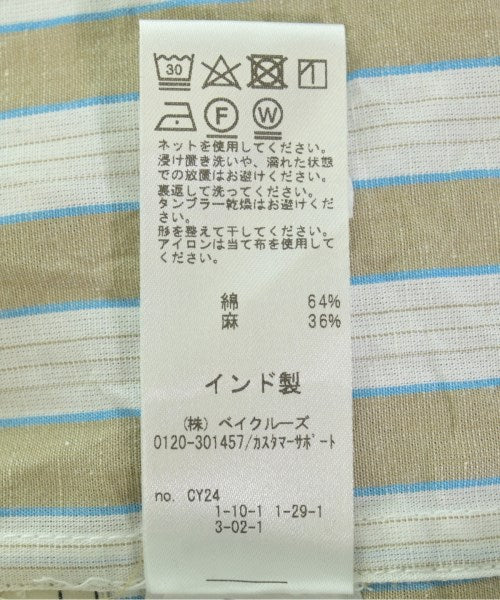 30
F W
ネットを使用してください。
浸け置き洗いや、濡れた状態
での放置はお避けください。
裏返して洗ってください。
タンブラー乾燥はお避けくだ
さい。
形を整えて干してください。
アイロンは当て布を使用して
ください。
綿 64%
麻 36%
インド製
(株) ベイクルーズ
0120-301457/カスタマーサポート
no. CY24
1-10-1 1-29-1
3-02-1